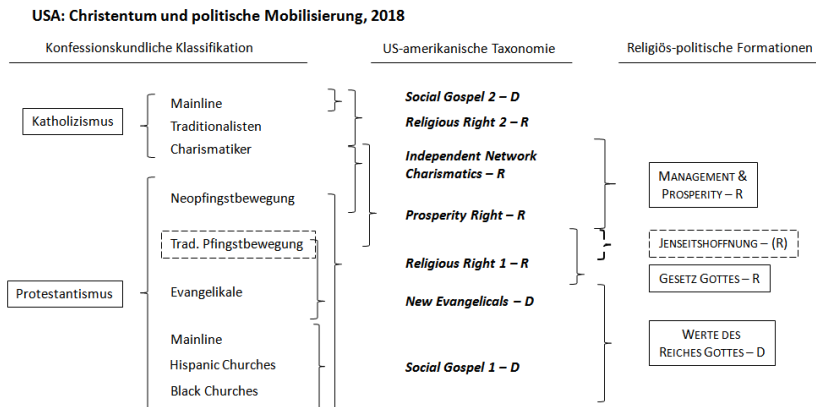 USA: Christentum und politische Mobilisierung, 2018
Konfessionskundliche Klassifikation
US-amerikanische Taxonomie
Religiös-politische Formationen
Katholizismus
Mainline
Traditionalisten
Charismatiker
Neopfingstbewegung
Trad. Pfingstbewegung
Protestantismus
Evangelikale
Mainline
Hispanic Churches
Black Churches
Social Gospel 2 – D
Religious Right 2 – R
Independent Network
Charismatics – R
Prosperity Right – R
Religious Right 1 – R
New Evangelicals – D
Social Gospel 1 – D
MANAGEMENT &
PROSPERITY – R
JENSEITSHOFFNUNG – (R)
GESETZ GOTTES – R
WERTE DES
REICHES GOTTES – D